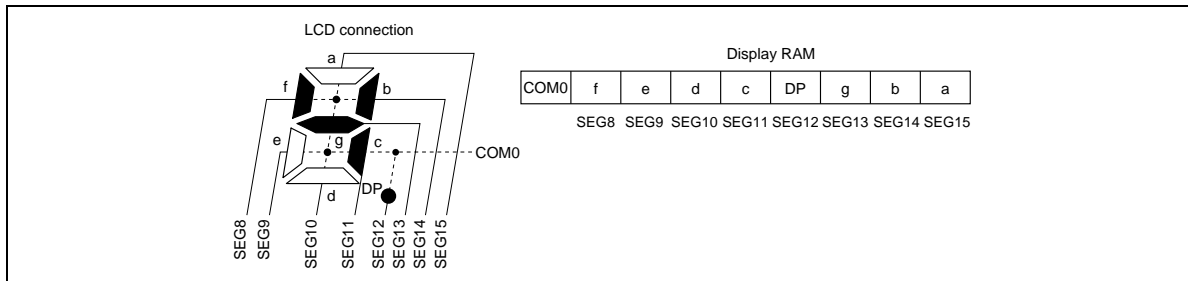 LCD connection
a
f
b
e
g
c
d
DP
COM0
SEG8
SEG9
SEG10
SEG11
SEG12
SEG13
SEG14
SEG15
Display RAM
COM0 f e d c DP g b a
SEG8 SEG9 SEG10 SEG11 SEG12 SEG13 SEG14 SEG15